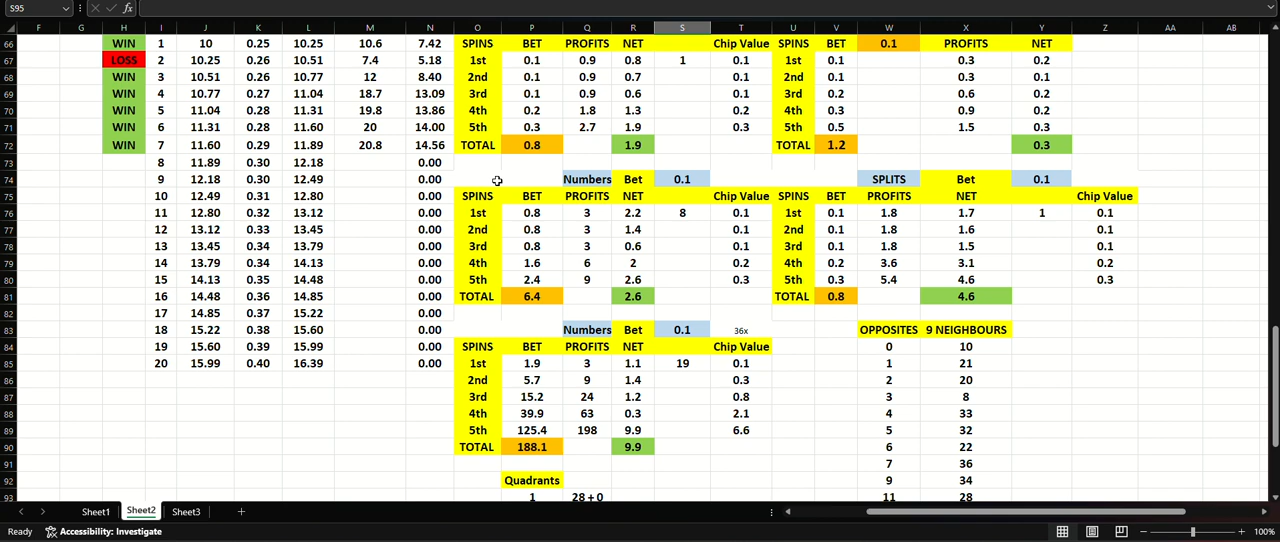 S95 fx
F G H I J K L M N O P Q R S T U V W X Y Z AA AB
66 WIN 1 10 0.25 10.25 10.6 7.42 SPINS BET PROFITS NET Chip Value SPINS BET 0.1 PROFITS NET
67 LOSS 2 10.25 0.26 10.51 7.4 5.18 1st 0.1 0.9 0.8 1 0.1 1st 0.1 0.3 0.2
68 WIN 3 10.51 0.26 10.77 12 8.40 2nd 0.1 0.9 0.7 0.1 2nd 0.1 0.3 0.1
69 WIN 4 10.77 0.27 11.04 18.7 13.09 3rd 0.1 0.9 0.6 0.1 3rd 0.2 0.6 0.2
70 WIN 5 11.04 0.28 11.31 19.8 13.86 4th 0.2 1.8 1.3 0.2 4th 0.3 0.9 0.2
71 WIN 6 11.31 0.28 11.60 20 14.00 5th 0.3 2.7 1.9 0.3 5th 0.5 1.5 0.3
72 WIN 7 11.60 0.29 11.89 20.8 14.56 TOTAL 0.8 1.9 TOTAL 1.2 0.3
73 8 11.89 0.30 12.18 0.00
74 9 12.18 0.30 12.49 0.00 Numbers Bet 0.1 SPLITS Bet 0.1
75 10 12.49 0.31 12.80 0.00 SPINS BET PROFITS NET Chip Value SPINS BET PROFITS NET Chip Value
76 11 12.80 0.32 13.12 0.00 1st 0.8 3 2.2 8 0.1 1st 0.1 1.8 1.7 1 0.1
77 12 13.12 0.33 13.45 0.00 2nd 0.8 3 1.4 0.1 2nd 0.1 1.8 1.6 0.1
78 13 13.45 0.34 13.79 0.00 3rd 0.8 3 0.6 0.1 3rd 0.1 1.8 1.5 0.1
79 14 13.79 0.34 14.13 0.00 4th 1.6 6 2 0.2 4th 0.2 3.6 3.1 0.2
80 15 14.13 0.35 14.48 0.00 5th 2.4 9 2.6 0.3 5th 0.3 5.4 4.6 0.3
81 16 14.48 0.36 14.85 0.00 TOTAL 6.4 2.6 TOTAL 0.8 4.6
82 17 14.85 0.37 15.22 0.00
83 18 15.22 0.38 15.60 0.00 Numbers Bet 0.1 36x OPPOSITES 9 NEIGHBOURS
84 19 15.60 0.39 15.99 0.00 SPINS BET PROFITS NET Chip Value 0 10
85 20 15.99 0.40 16.39 0.00 1st 1.9 3 1.1 19 0.1 1 21
86 2nd 5.7 9 1.4 0.3 2 20
87 3rd 15.2 24 1.2 0.8 3 8
88 4th 39.9 63 0.3 2.1 4 33
89 5th 125.4 198 9.9 6.6 5 32
90 TOTAL 188.1 9.9 6 22
91 7 36
92 Quadrants 9 34
93 1 28 + 0 11 28
Sheet1 Sheet2 Sheet3 +
Ready Accessibility: Investigate 100%